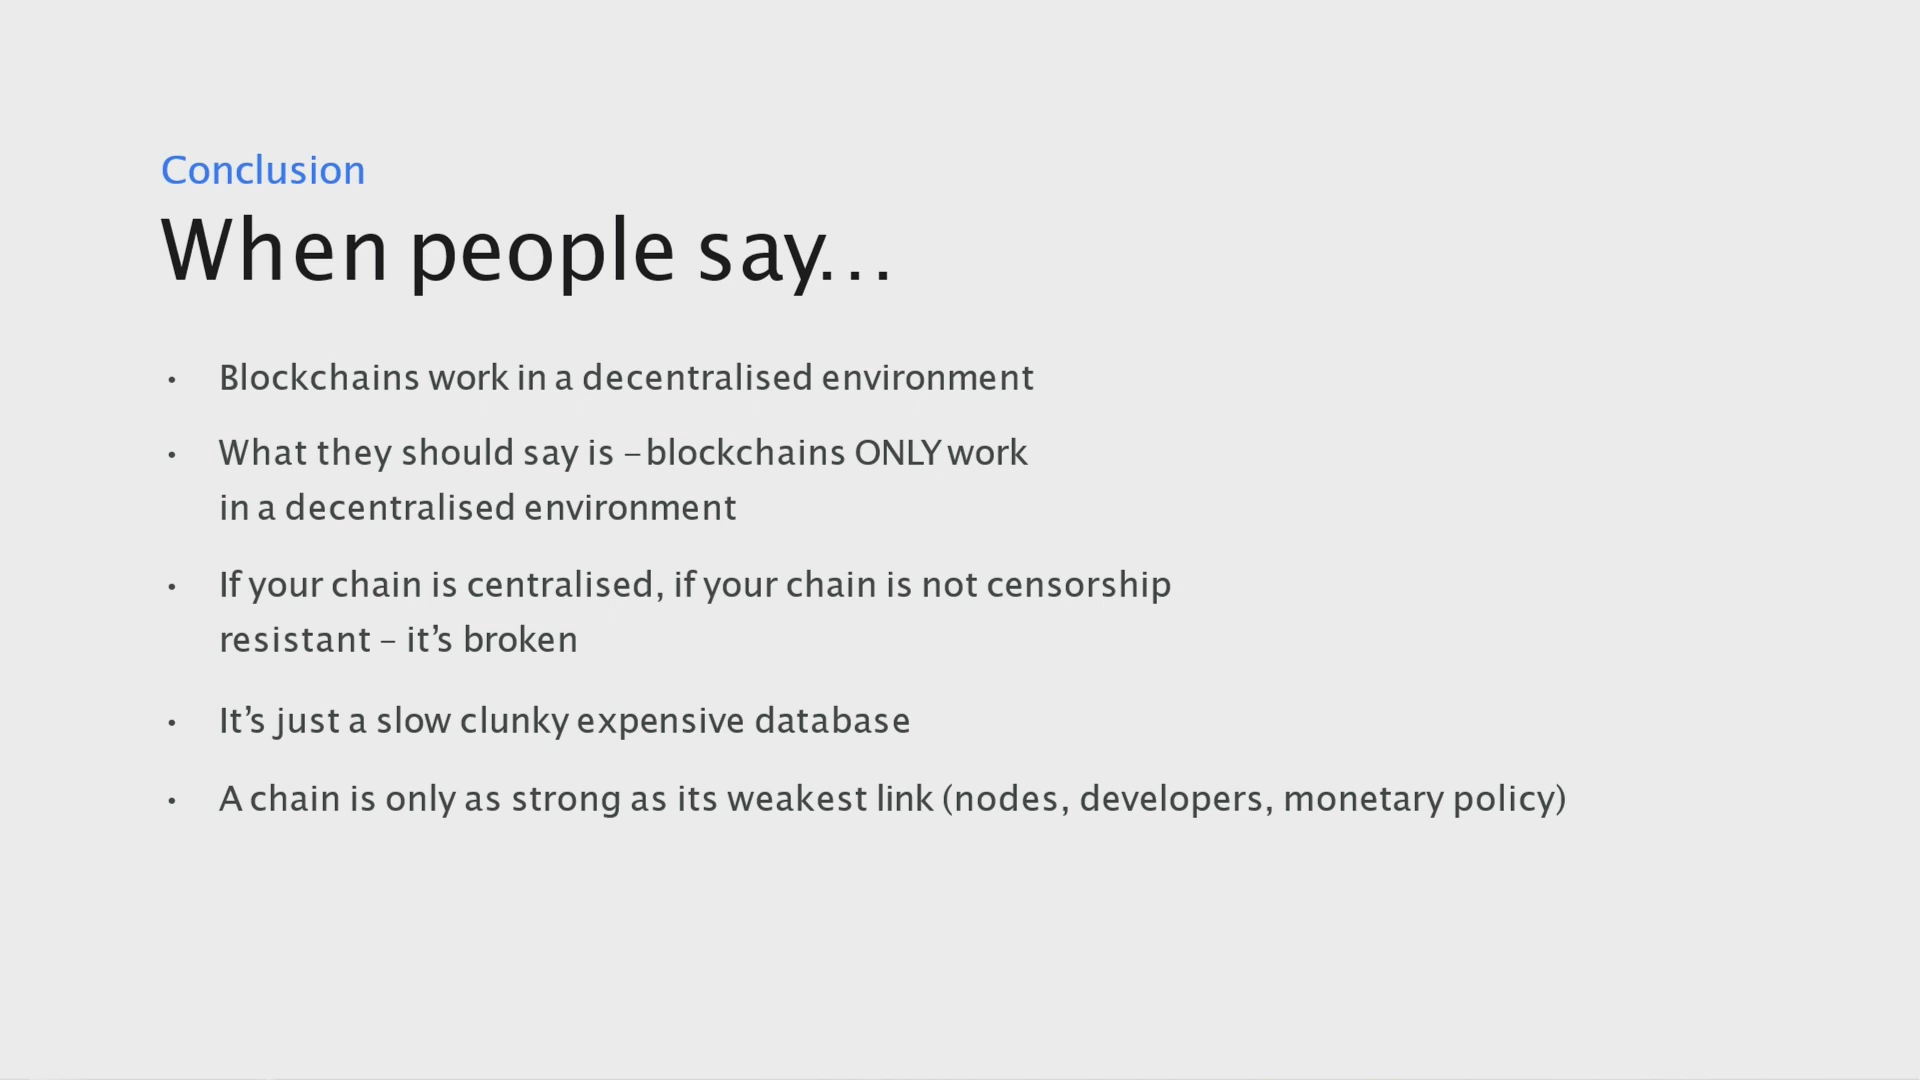 Conclusion
When people say...
• Blockchains work in a decentralised environment
• What they should say is – blockchains ONLY work
in a decentralised environment
• If your chain is centralised, if your chain is not censorship
resistant – it’s broken
• It’s just a slow clunky expensive database
• A chain is only as strong as its weakest link (nodes, developers, monetary policy)